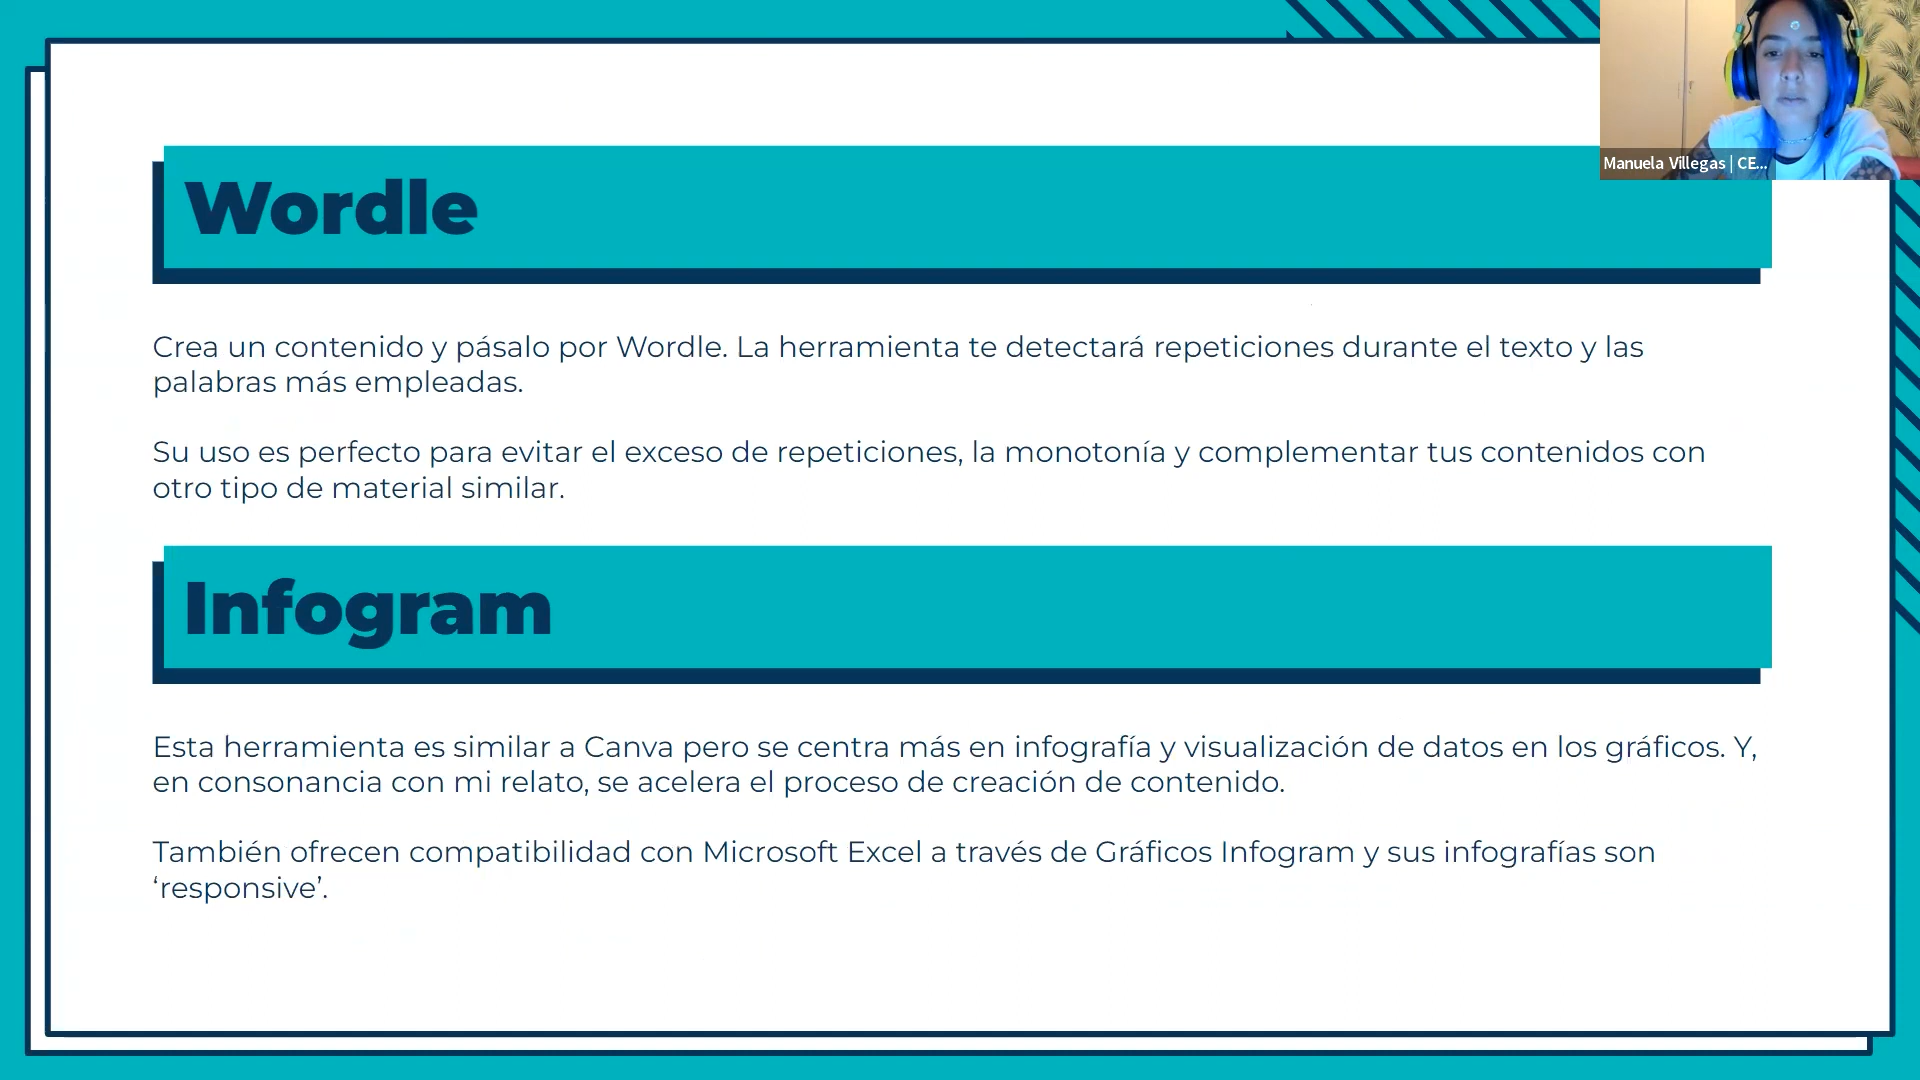 Manuela Villegas | CE...
Wordle
Crea un contenido y pásalo por Wordle. La herramienta te detectará repeticiones durante el texto y las
palabras más empleadas.
Su uso es perfecto para evitar el exceso de repeticiones, la monotonía y complementar tus contenidos con
otro tipo de material similar.
Infogram
Esta herramienta es similar a Canva pero se centra más en infografía y visualización de datos en los gráficos. Y,
en consonancia con mi relato, se acelera el proceso de creación de contenido.
También ofrecen compatibilidad con Microsoft Excel a través de Gráficos Infogram y sus infografías son
‘responsive’.